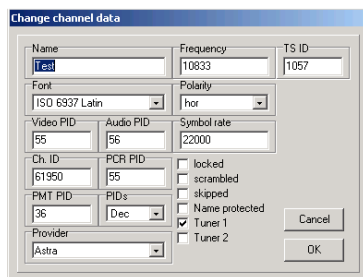 Change channel data
Name Frequency TS ID
Test 10833 1057
Font Polarity
ISO 6937 Latin hor
Video PID Audio PID Symbol rate
55 56 22000
Ch. ID PCR PID
61950 55
locked
scrambled
PMT PID PIDs
36 Dec
skipped
Name protected
Tuner 1
Tuner 2
Provider
Astra
Cancel
OK